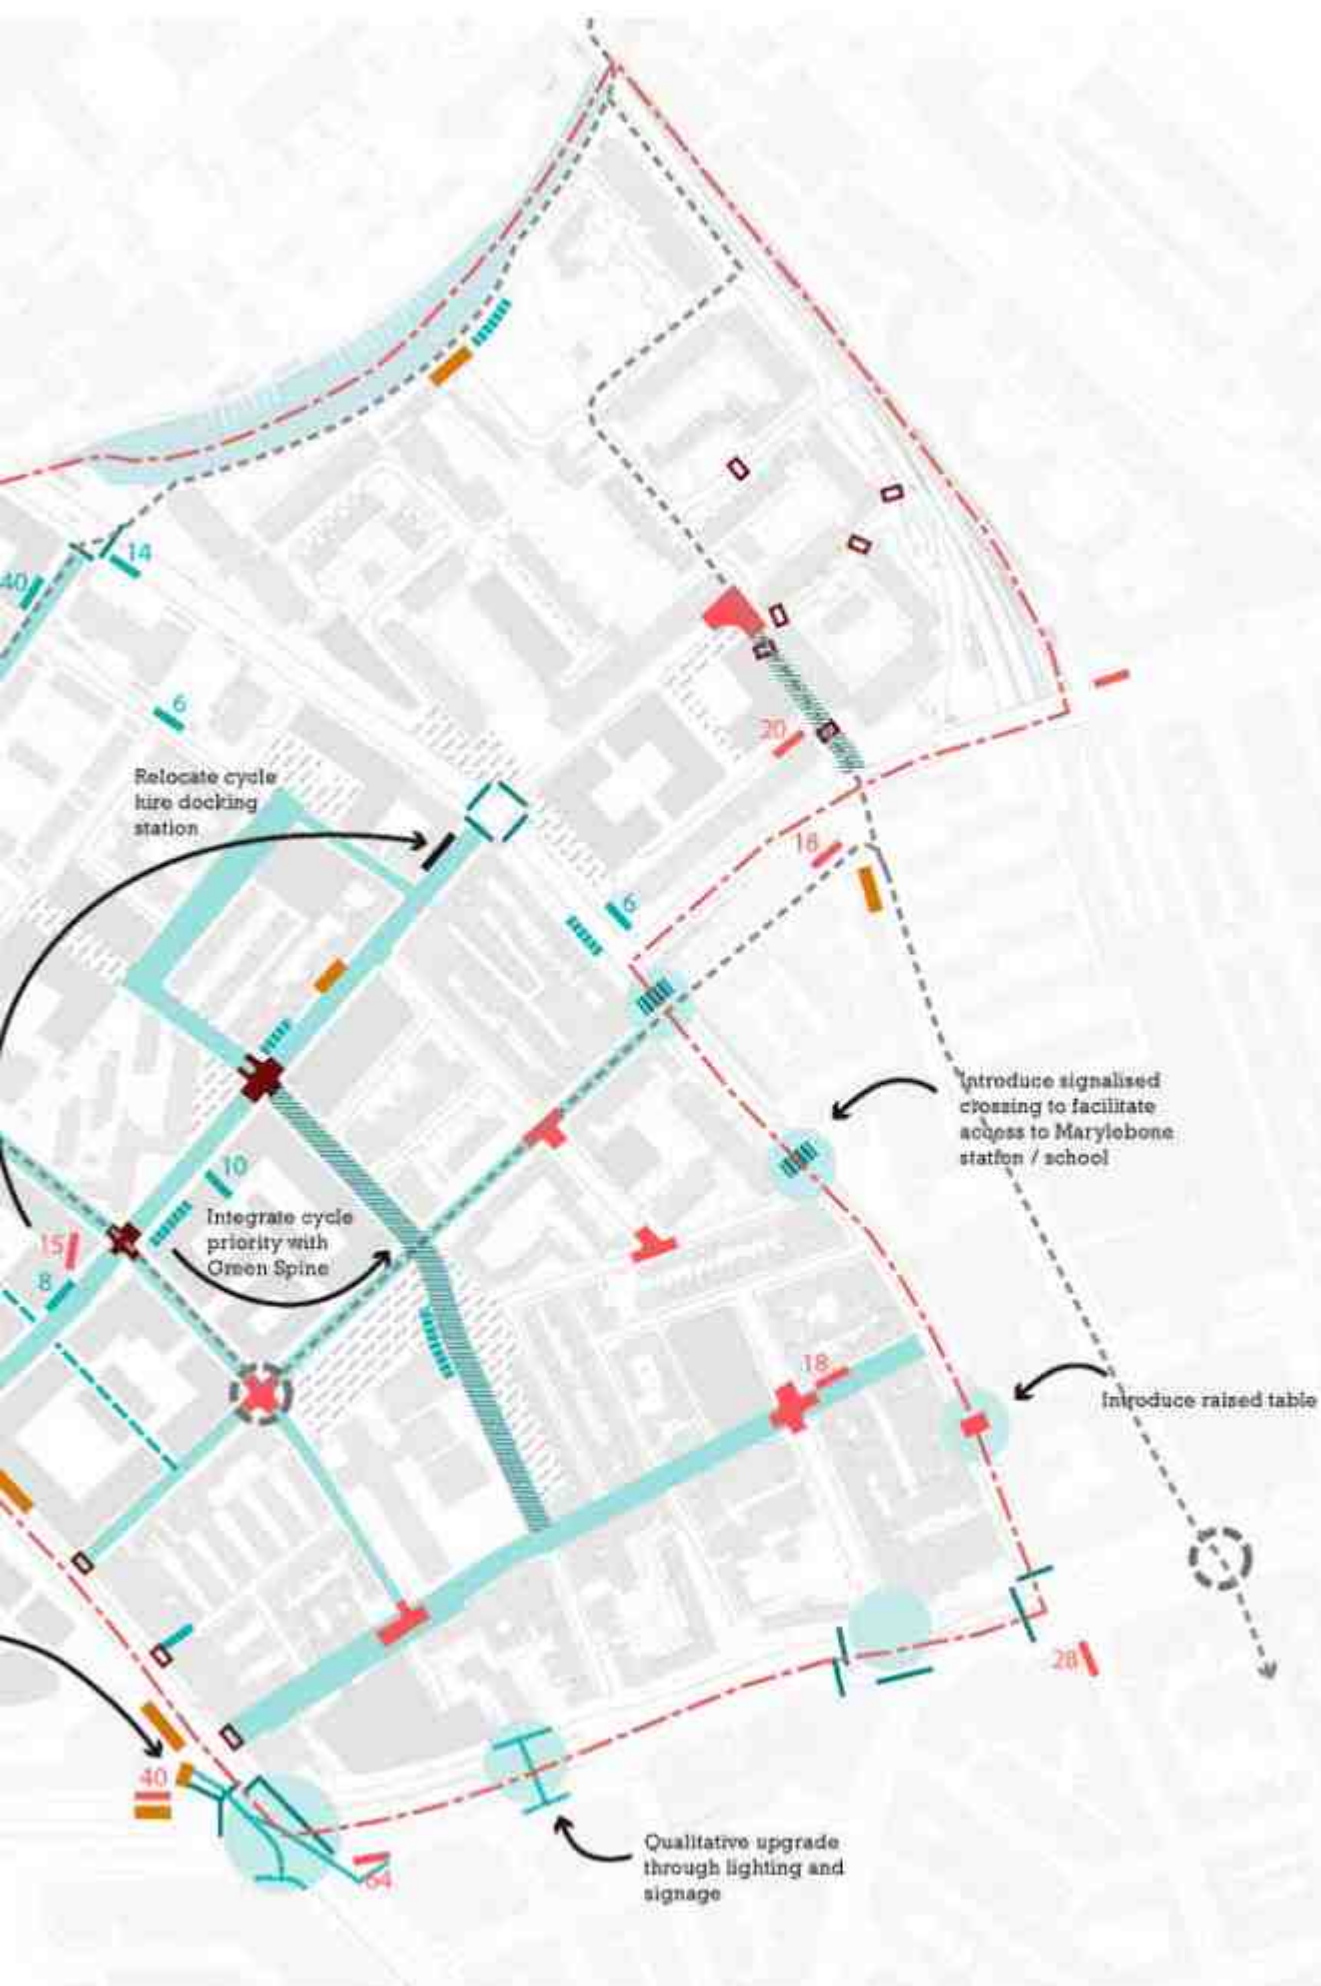 14
40
6
Relocate cycle
hire docking
station
20
18
6
Introduce signalised
crossing to facilitate
access to Marylebone
station / school
10
Integrate cycle
priority with
Green Spine
15
8
18
Introduce raised table
28
40
64
Qualitative upgrade
through lighting and
signage